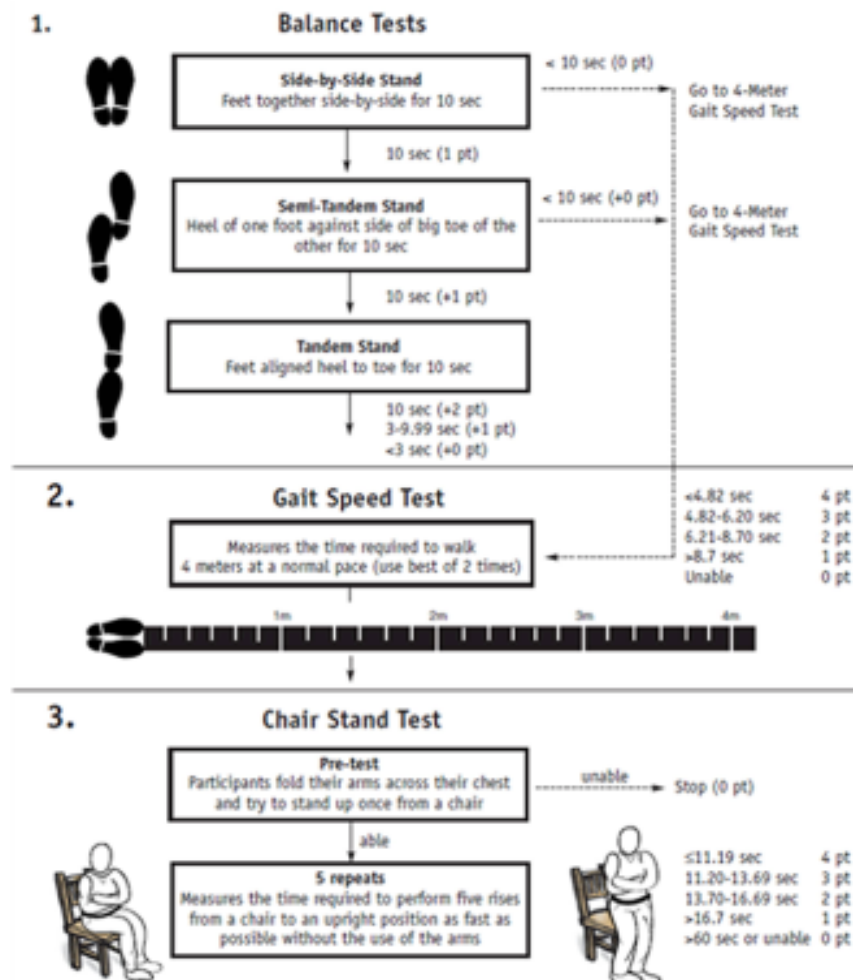 1.
Balance Tests
Side-by-Side Stand
Feet together side-by-side for 10 sec
< 10 sec (0 pt)
Go to 4-Meter
Gait Speed Test
10 sec (1 pt)
Semi-Tandem Stand
Heel of one foot against side of big toe of the
other for 10 sec
< 10 sec (+0 pt)
Go to 4-Meter
Gait Speed Test
10 sec (+1 pt)
Tandem Stand
Feet aligned heel to toe for 10 sec
10 sec (+2 pt)
3-9.99 sec (+1 pt)
<3 sec (+0 pt)
2.
Gait Speed Test
Measures the time required to walk
4 meters at a normal pace (use best of 2 times)
<4.82 sec 4 pt
4.82-6.20 sec 3 pt
6.21-8.70 sec 2 pt
>8.7 sec 1 pt
Unable 0 pt
1m 2m 3m 4m
3.
Chair Stand Test
Pre-test
Participants fold their arms across their chest
and try to stand up once from a chair
unable
Stop (0 pt)
able
5 repeats
Measures the time required to perform five rises
from a chair to an upright position as fast as
possible without the use of the arms
≤11.19 sec 4 pt
11.20-13.69 sec 3 pt
13.70-16.69 sec 2 pt
>16.7 sec 1 pt
>60 sec or unable 0 pt